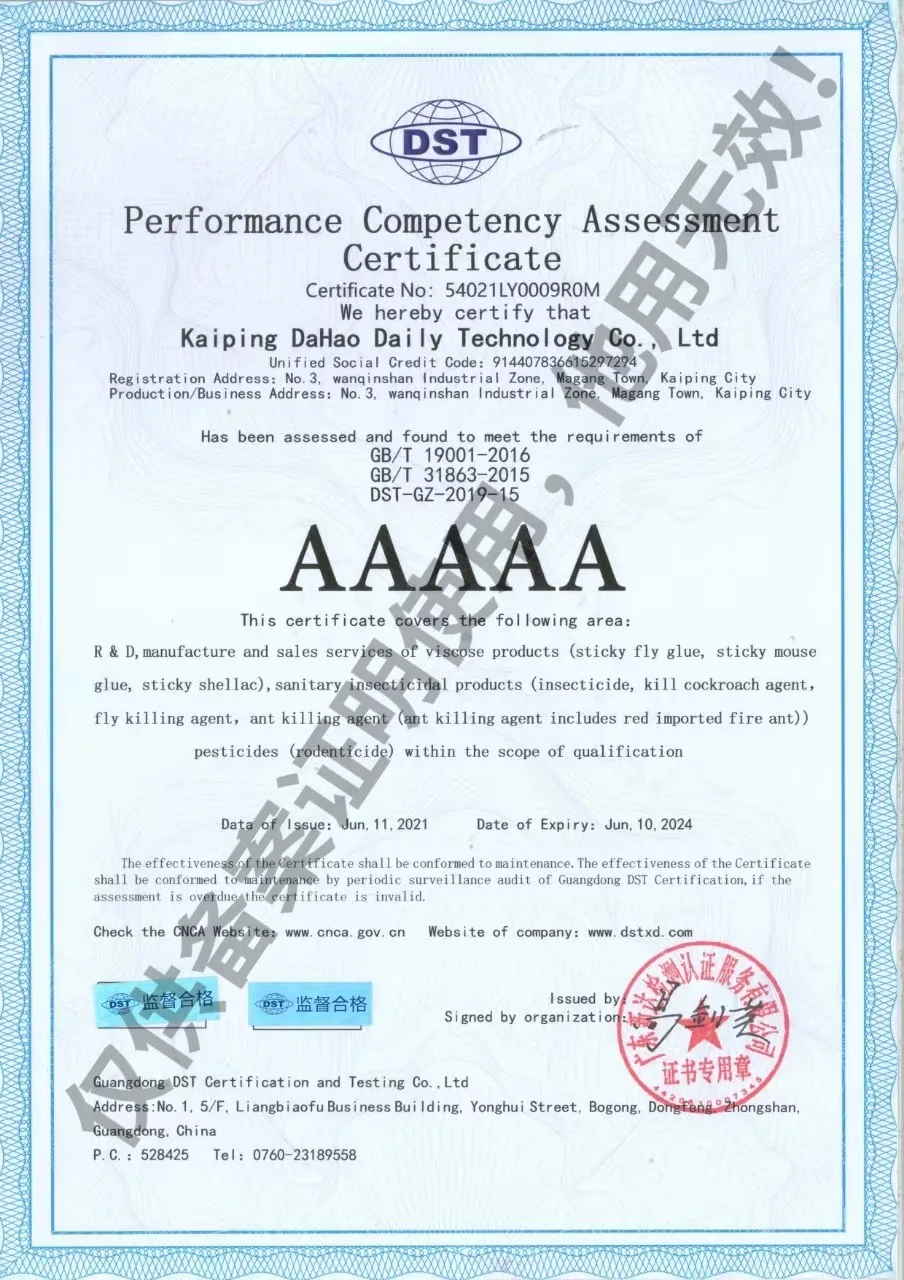 DST
Performance Competency Assessment
Certificate
Certificate No: 54021LY0009R0M
We hereby certify that
Kaiping DaHao Daily Technology Co., Ltd
Unified Social Credit Code: 914407836615297294
Registration Address: No.3, wanqinshan Industrial Zone, Magang Town, Kaiping City
Production/Business Address: No.3, wanqinshan Industrial Zone, Magang Town, Kaiping City
Has been assessed and found to meet the requirements of
GB/T 19001-2016
GB/T 31863-2015
DST-GZ-2019-15
AAAAA
This certificate covers the following area:
R & D,manufacture and sales services of viscose products (sticky fly glue, sticky mouse
glue, sticky shellac),sanitary insecticidal products (insecticide, kill cockroach agent,
fly killing agent, ant killing agent (ant killing agent includes red imported fire ant))
pesticides (rodenticide) within the scope of qualification
Data of Issue: Jun,11,2021 Date of Expiry: Jun,10,2024
The effectiveness of the Certificate shall be conformed to maintenance. The effectiveness of the Certificate
shall be conformed to maintenance by periodic surveillance audit of Guangdong DST Certification,if the
assessment is overdue the certificate is invalid.
Check the CNCA Website: www.cnca.gov.cn Website of company: www.dstxd.com
DST 监督合格 DST 监督合格
Issued by:
Signed by organization:
证书专用章
Guangdong DST Certification and Testing Co.,Ltd
Address:No.1, 5/F, Liangbiaofu Business Building, Yonghui Street, Bogong, Dongfeng, Zhongshan,
Guangdong, China
P.C.: 528425 Tel: 0760-23189558
仅供备案证明使用，他用无效！